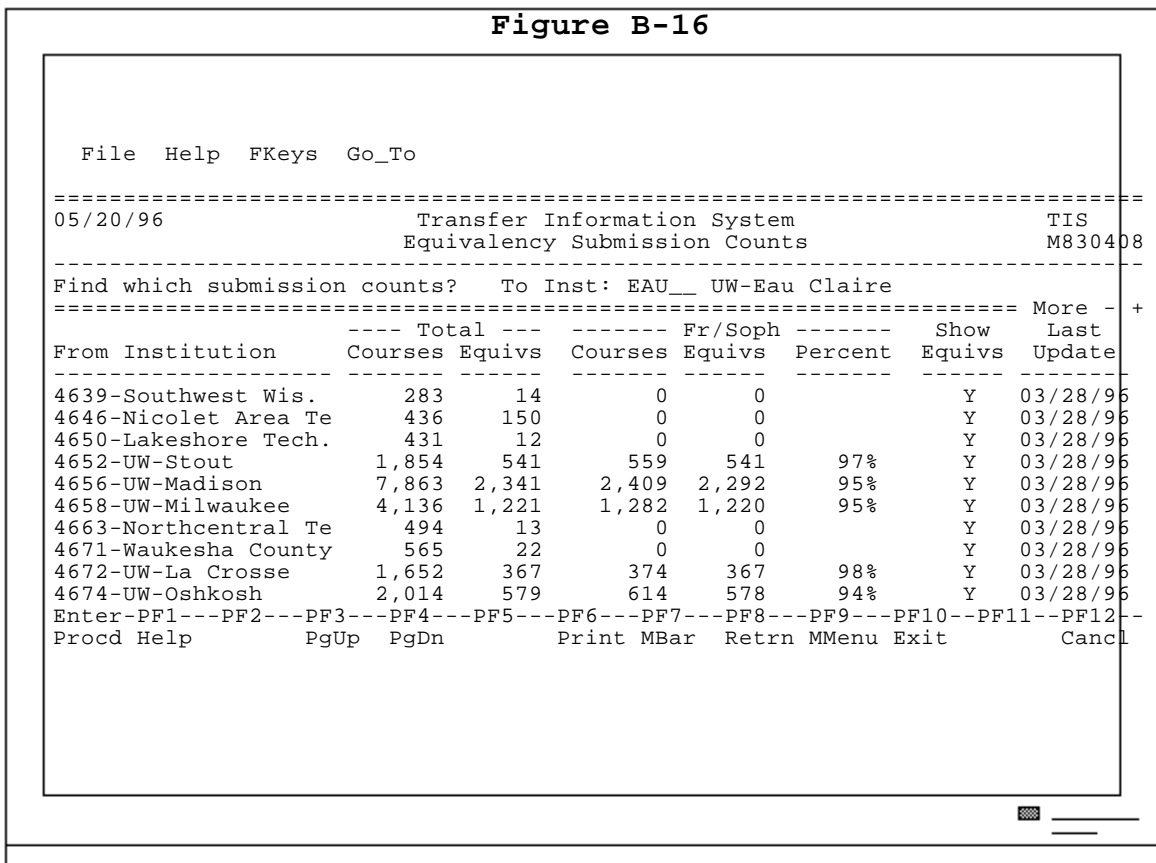 Figure B-16
File  Help  FKeys  Go_To
==============================================================================
05/20/96                  Transfer Information System                  TIS
                         Equivalency Submission Counts                 M830408
------------------------------------------------------------------------------
Find which submission counts?   To Inst: EAU__ UW-Eau Claire
===================================================================== More - +
                     ---- Total ---  ------- Fr/Soph -------   Show     Last
From Institution     Courses Equivs  Courses Equivs  Percent  Equivs  Update
-------------------- ------- ------  ------- ------  -------  ------ --------
4639-Southwest Wis.      283     14        0      0              Y   03/28/96
4646-Nicolet Area Te     436    150        0      0              Y   03/28/96
4650-Lakeshore Tech.     431     12        0      0              Y   03/28/96
4652-UW-Stout          1,854    541      559    541     97%      Y   03/28/96
4656-UW-Madison        7,863  2,341    2,409  2,292     95%      Y   03/28/96
4658-UW-Milwaukee      4,136  1,221    1,282  1,220     95%      Y   03/28/96
4663-Northcentral Te     494     13        0      0              Y   03/28/96
4671-Waukesha County     565     22        0      0              Y   03/28/96
4672-UW-La Crosse      1,652    367      374    367     98%      Y   03/28/96
4674-UW-Oshkosh        2,014    579      614    578     94%      Y   03/28/96
Enter-PF1---PF2---PF3---PF4---PF5---PF6---PF7---PF8---PF9---PF10--PF11--PF12--
Procd Help        PgUp  PgDn        Print MBar  Retrn MMenu Exit        Cancl